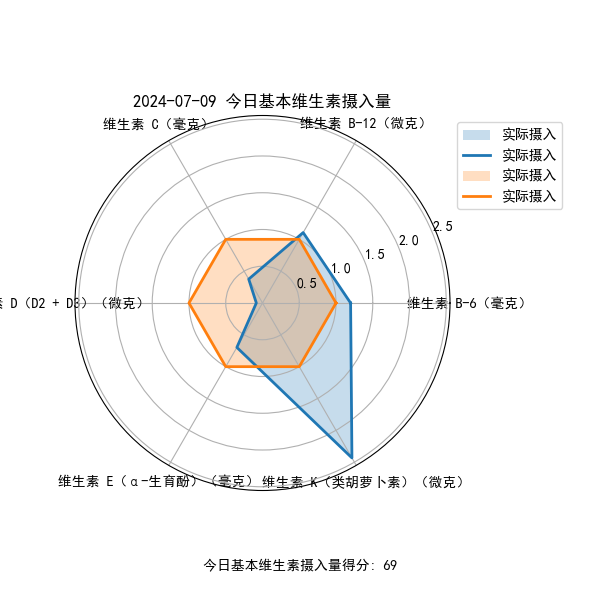 2024-07-09 今日基本维生素摄入量
维生素 C（毫克）
维生素 B-12（微克）
实际摄入
实际摄入
实际摄入
实际摄入
2.5
2.0
1.5
1.0
0.5
D（D2 + D3）（微克）
维生素 B-6（毫克）
维生素 E（α-生育酚）（毫克）
维生素 K（类胡萝卜素）（微克）
今日基本维生素摄入量得分: 69